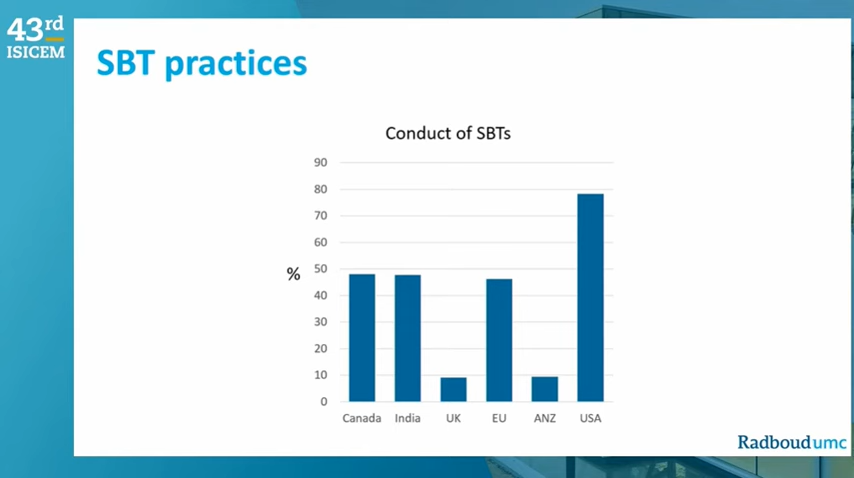 43rd
ISICEM
SBT practices
Conduct of SBTs
90
80
70
60
50
%
40
30
20
10
0
Canada India UK EU ANZ USA
Radboudumc